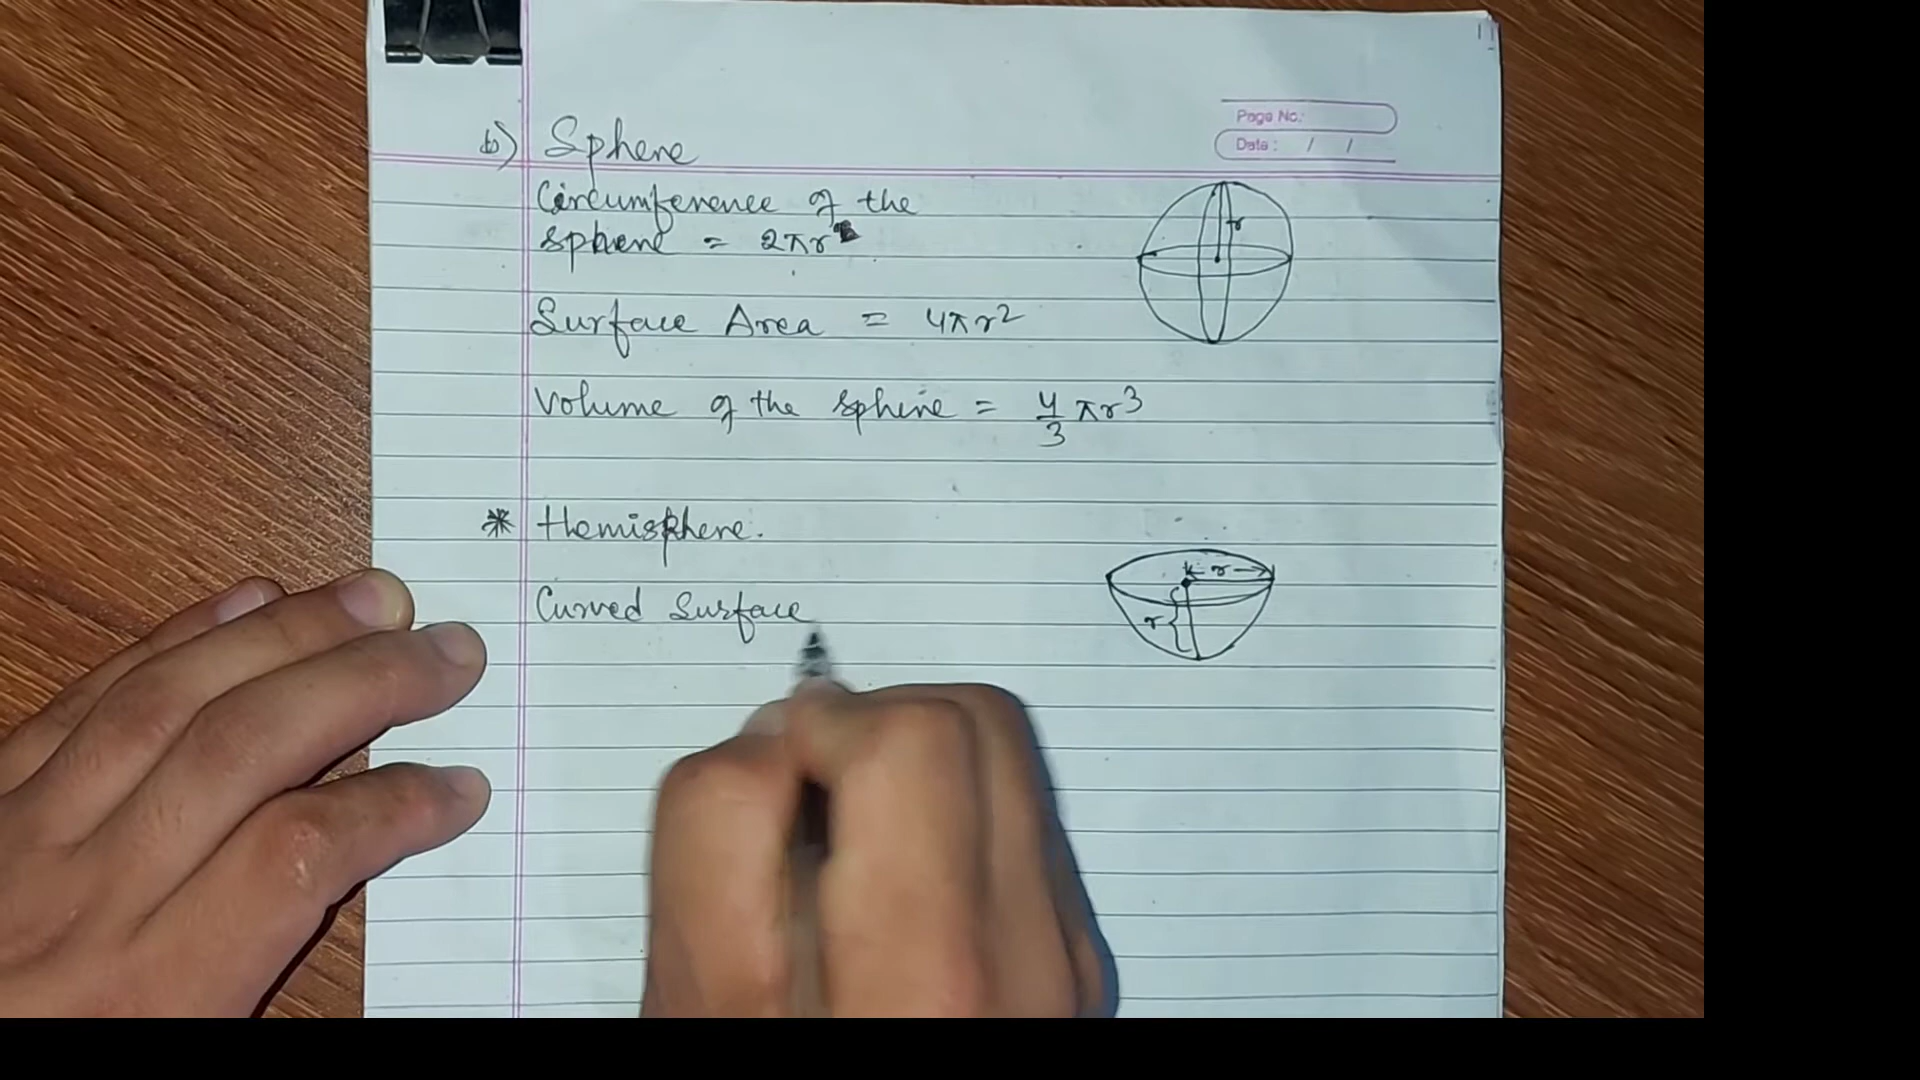 Page No.:
Date : / /
b) Sphere
Circumference of the
sphere = 2πr
r
Surface Area = 4πr²
Volume of the sphere = 4/3 πr³
* Hemisphere.
r
Curved Surface
r